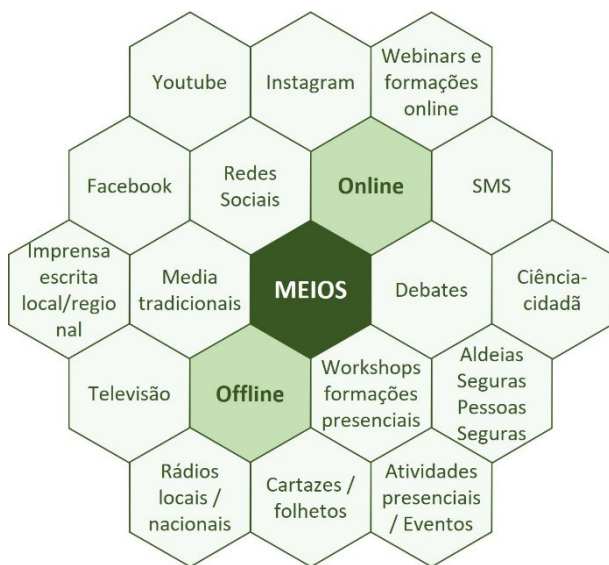 Youtube
Instagram
Webinars e
formações
online
Facebook
Redes
Sociais
Online
SMS
Imprensa
escrita
local/regio
nal
Media
tradicionais
MEIOS
Debates
Ciência-
cidadã
Televisão
Offline
Workshops
formações
presenciais
Aldeias
Seguras
Pessoas
Seguras
Rádios
locais /
nacionais
Cartazes /
folhetos
Atividades
presenciais
/ Eventos